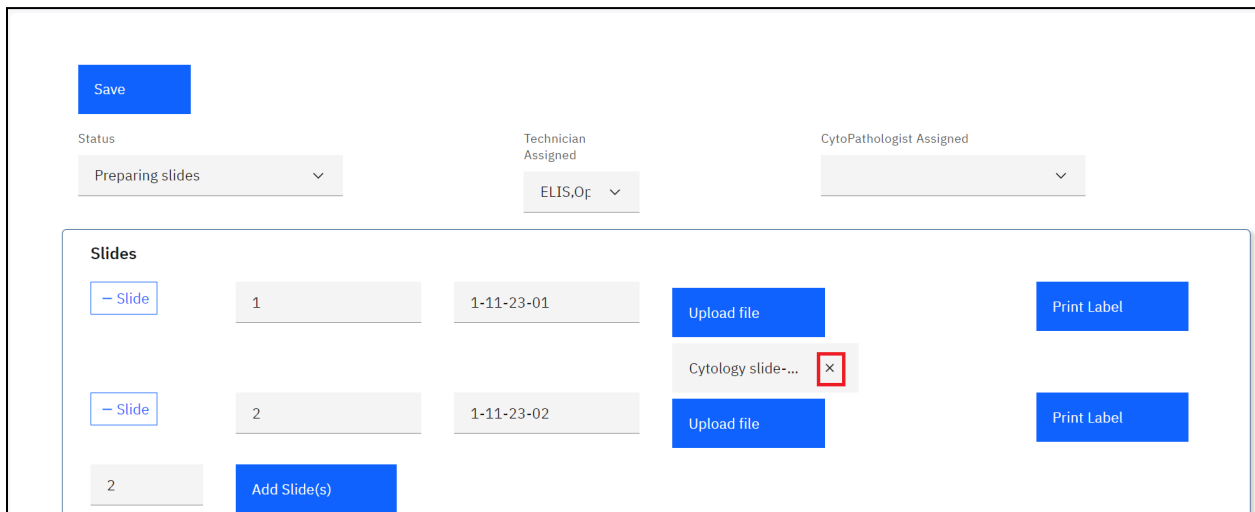 Save
Status
Technician
Assigned
CytoPathologist Assigned
Preparing slides
ELIS,Op
Slides
− Slide
1
1-11-23-01
Upload file
Print Label
Cytology slide-... ×
− Slide
2
1-11-23-02
Upload file
Print Label
2
Add Slide(s)